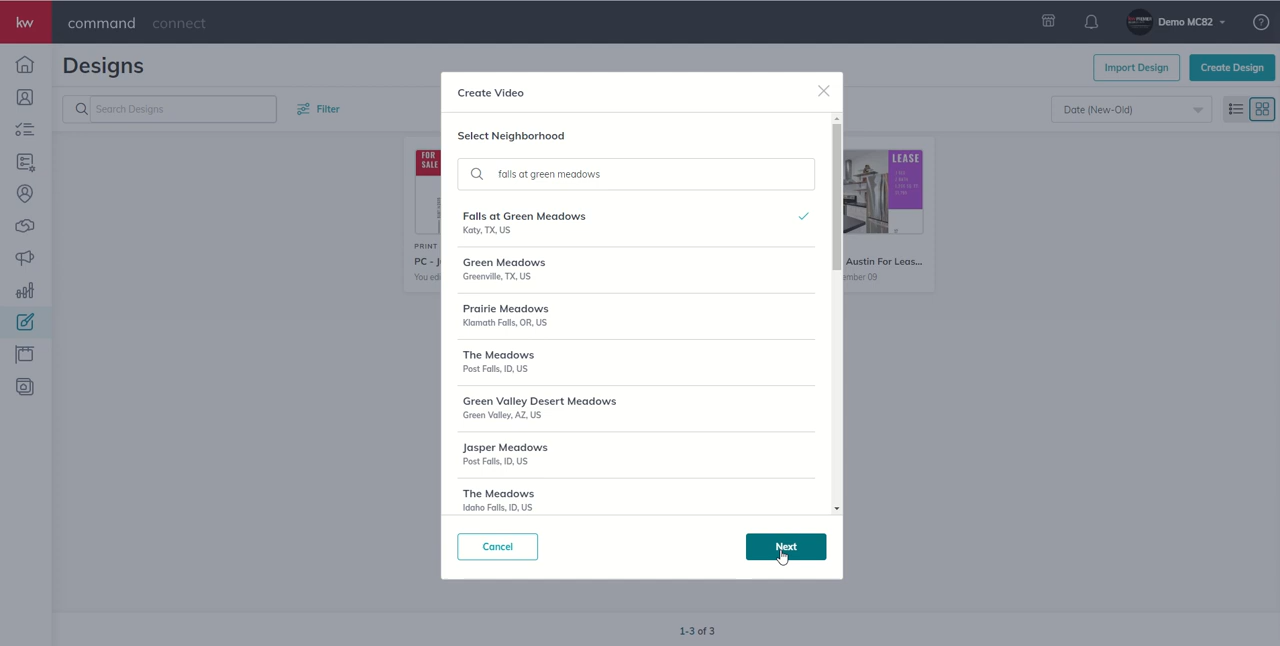 kw
command connect
Demo MC82
?
Designs
Import Design
Create Design
Search Designs
Filter
Date (New-Old)
Create Video
Select Neighborhood
falls at green meadows
Falls at Green Meadows
Katy, TX, US
Green Meadows
Greenville, TX, US
Prairie Meadows
Klamath Falls, OR, US
The Meadows
Post Falls, ID, US
Green Valley Desert Meadows
Green Valley, AZ, US
Jasper Meadows
Post Falls, ID, US
The Meadows
Idaho Falls, ID, US
Cancel
Next
FOR
SALE
PRINT
PC - J
You edi
LEASE
Austin For Leas...
ember 09
1-3 of 3